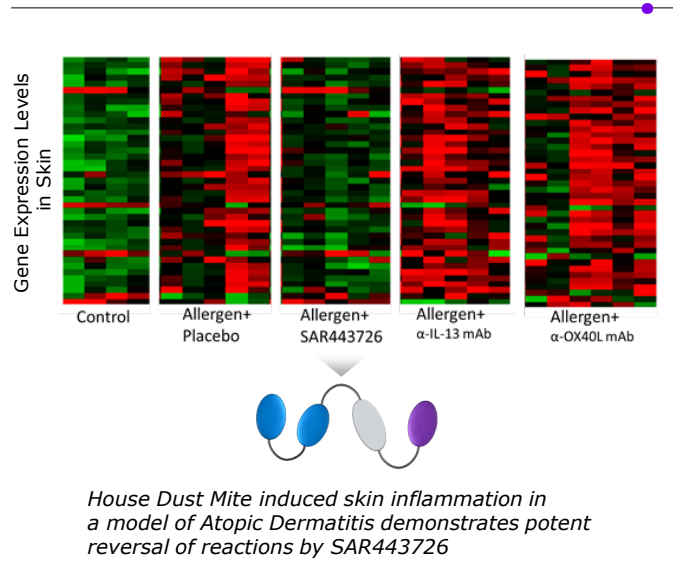 Gene Expression Levels
in Skin
Control
Allergen+
Placebo
Allergen+
SAR443726
Allergen+
α-IL-13 mAb
Allergen+
α-OX40L mAb
House Dust Mite induced skin inflammation in
a model of Atopic Dermatitis demonstrates potent
reversal of reactions by SAR443726